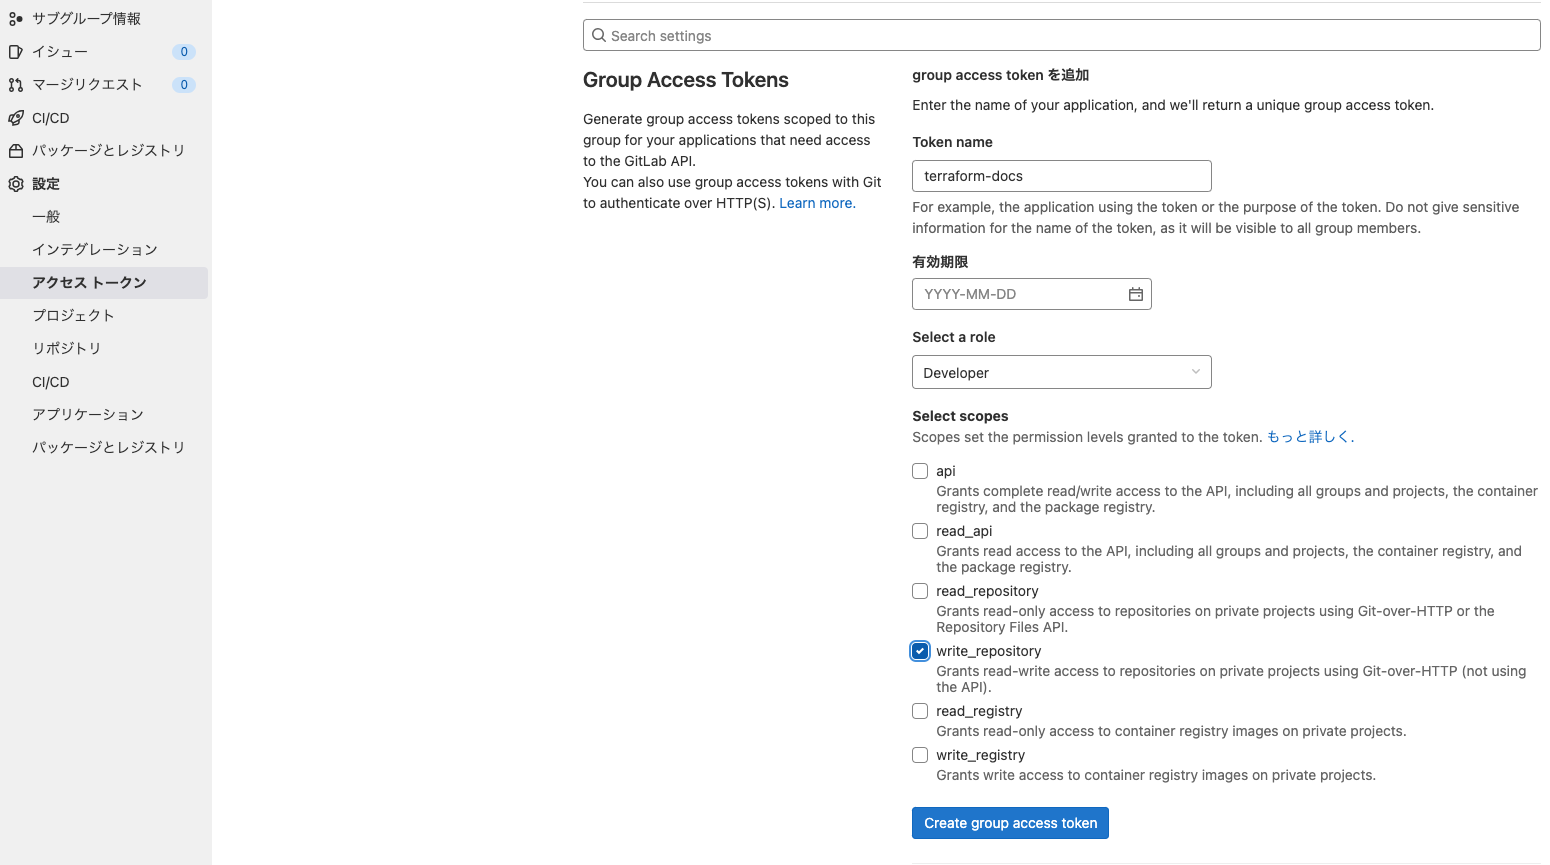 サブグループ情報
イシュー 0
マージリクエスト 0
CI/CD
パッケージとレジストリ
設定
一般
インテグレーション
アクセストークン
プロジェクト
リポジトリ
CI/CD
アプリケーション
パッケージとレジストリ
Search settings
Group Access Tokens
Generate group access tokens scoped to this
group for your applications that need access
to the GitLab API.
You can also use group access tokens with Git
to authenticate over HTTP(S). Learn more.
group access token を追加
Enter the name of your application, and we'll return a unique group access token.
Token name
terraform-docs
For example, the application using the token or the purpose of the token. Do not give sensitive
information for the name of the token, as it will be visible to all group members.
有効期限
YYYY-MM-DD
Select a role
Developer
Select scopes
Scopes set the permission levels granted to the token. もっと詳しく.
api
Grants complete read/write access to the API, including all groups and projects, the container
registry, and the package registry.
read_api
Grants read access to the API, including all groups and projects, the container registry, and
the package registry.
read_repository
Grants read-only access to repositories on private projects using Git-over-HTTP or the
Repository Files API.
write_repository
Grants read-write access to repositories on private projects using Git-over-HTTP (not using
the API).
read_registry
Grants read-only access to container registry images on private projects.
write_registry
Grants write access to container registry images on private projects.
Create group access token